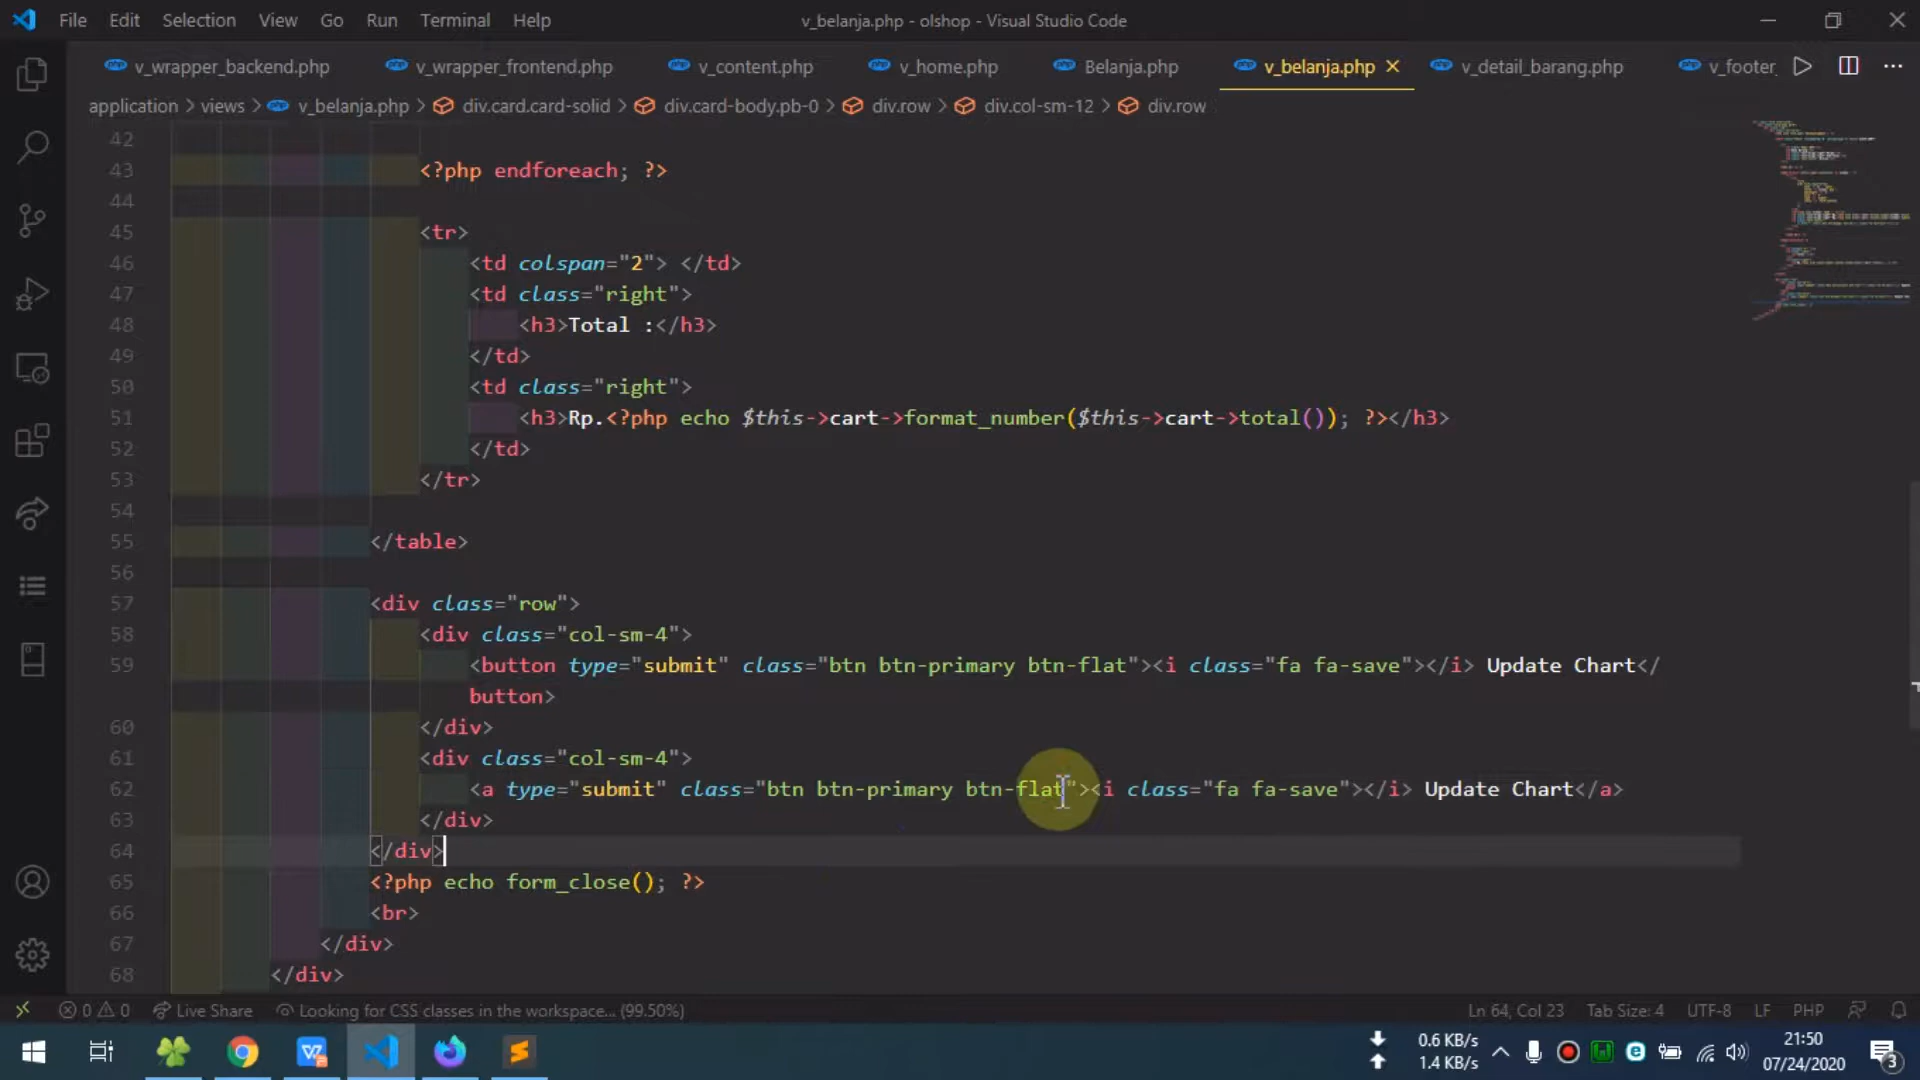 File Edit Selection View Go Run Terminal Help
v_belanja.php - olshop - Visual Studio Code
v_wrapper_backend.php v_wrapper_frontend.php v_content.php v_home.php Belanja.php v_belanja.php v_detail_barang.php v_footer
application > views > v_belanja.php > div.card.card-solid > div.card-body.pb-0 > div.row > div.col-sm-12 > div.row
42
43 <?php endforeach; ?>
44
45 <tr>
46 <td colspan="2"> </td>
47 <td class="right">
48 <h3>Total :</h3>
49 </td>
50 <td class="right">
51 <h3>Rp.<?php echo $this->cart->format_number($this->cart->total()); ?></h3>
52 </td>
53 </tr>
54
55 </table>
56
57 <div class="row">
58 <div class="col-sm-4">
59 <button type="submit" class="btn btn-primary btn-flat"><i class="fa fa-save"></i> Update Chart</
button>
60 </div>
61 <div class="col-sm-4">
62 <a type="submit" class="btn btn-primary btn-flat"><i class="fa fa-save"></i> Update Chart</a>
63 </div>
64 </div>
65 <?php echo form_close(); ?>
66 <br>
67 </div>
68 </div>
0 0 Live Share Looking for CSS classes in the workspace... (99.50%) Ln 64, Col 23 Tab Size: 4 UTF-8 LF PHP
0.6 KB/s
1.4 KB/s
21:50
07/24/2020
3